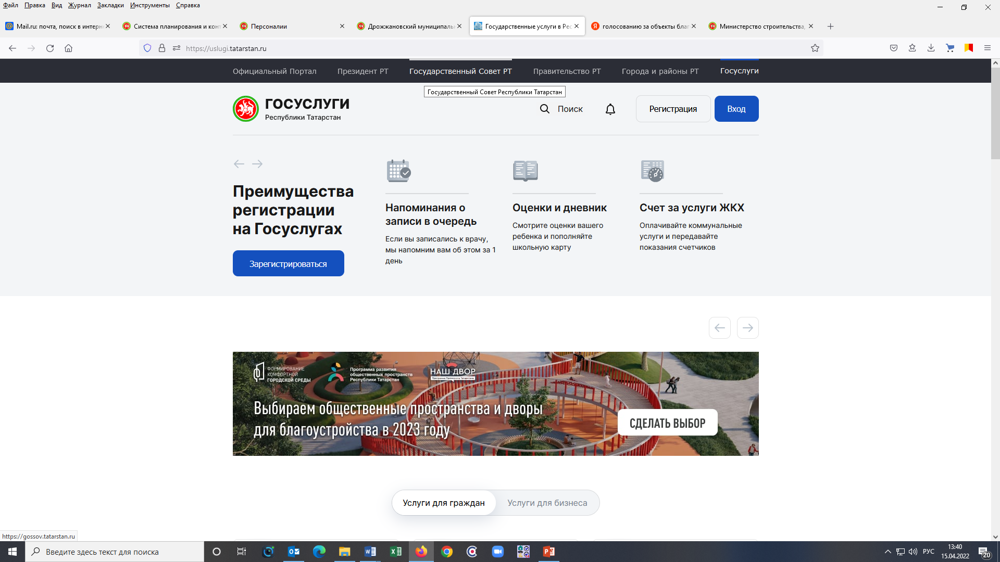 Файл Правка Вид Журнал Закладки Инструменты Справка
Mail.ru: почта, поиск в интерн
Система планирования и конт
Персоналии
Дрожжановский муниципаль
Государственные услуги в Рес
голосованию за объекты благ
Министерство строительства,
https://uslugi.tatarstan.ru
Официальный Портал
Президент РТ
Государственный Совет РТ
Правительство РТ
Города и районы РТ
Госуслуги
Государственный Совет Республики Татарстан
ГОСУСЛУГИ
Республики Татарстан
Поиск
Регистрация
Вход
Преимущества
регистрации
на Госуслугах
Зарегистрироваться
Напоминания о
записи в очередь
Если вы записались к врачу,
мы напомним вам об этом за 1
день
Оценки и дневник
Смотрите оценки вашего
ребенка и пополняйте
школьную карту
Счет за услуги ЖКХ
Оплачивайте коммунальные
услуги и передавайте
показания счетчиков
ФОРМИРОВАНИЕ
КОМФОРТНОЙ
ГОРОДСКОЙ СРЕДЫ
Программа развития
общественных пространств
Республики Татарстан
НАШ ДВОР
Выбираем общественные пространства и дворы
для благоустройства в 2023 году
СДЕЛАТЬ ВЫБОР
Услуги для граждан
Услуги для бизнеса
https://gossov.tatarstan.ru
Введите здесь текст для поиска
РУС
13:40
15.04.2022
20